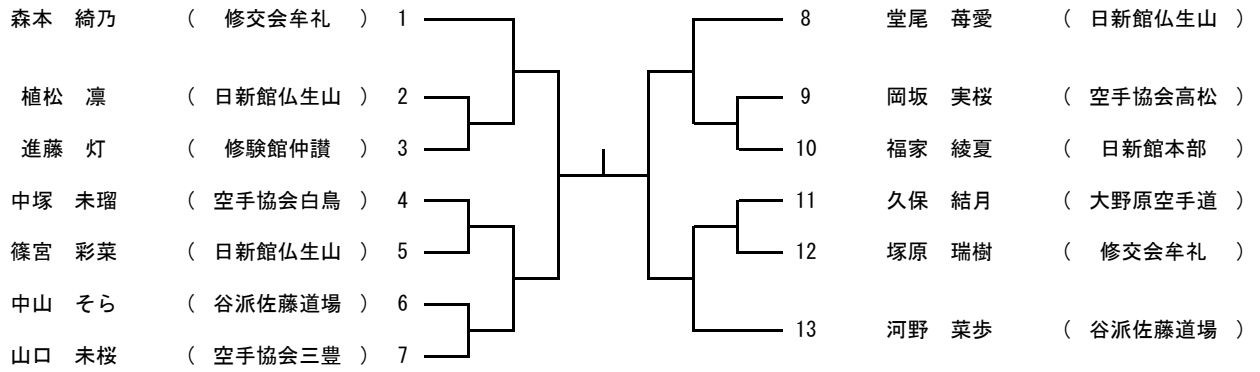 森本　綺乃　（　修交会牟礼　）　1
植松　凛　（　日新館仏生山　）　2
進藤　灯　（　修験館仲讃　）　3
中塚　未瑠　（　空手協会白鳥　）　4
篠宮　彩菜　（　日新館仏生山　）　5
中山　そら　（　谷派佐藤道場　）　6
山口　未桜　（　空手協会三豊　）　7
8　堂尾　苺愛　（　日新館仏生山　）
9　岡坂　実桜　（　空手協会高松　）
10　福家　綾夏　（　日新館本部　）
11　久保　結月　（　大野原空手道　）
12　塚原　瑞樹　（　修交会牟礼　）
13　河野　菜歩　（　谷派佐藤道場　）